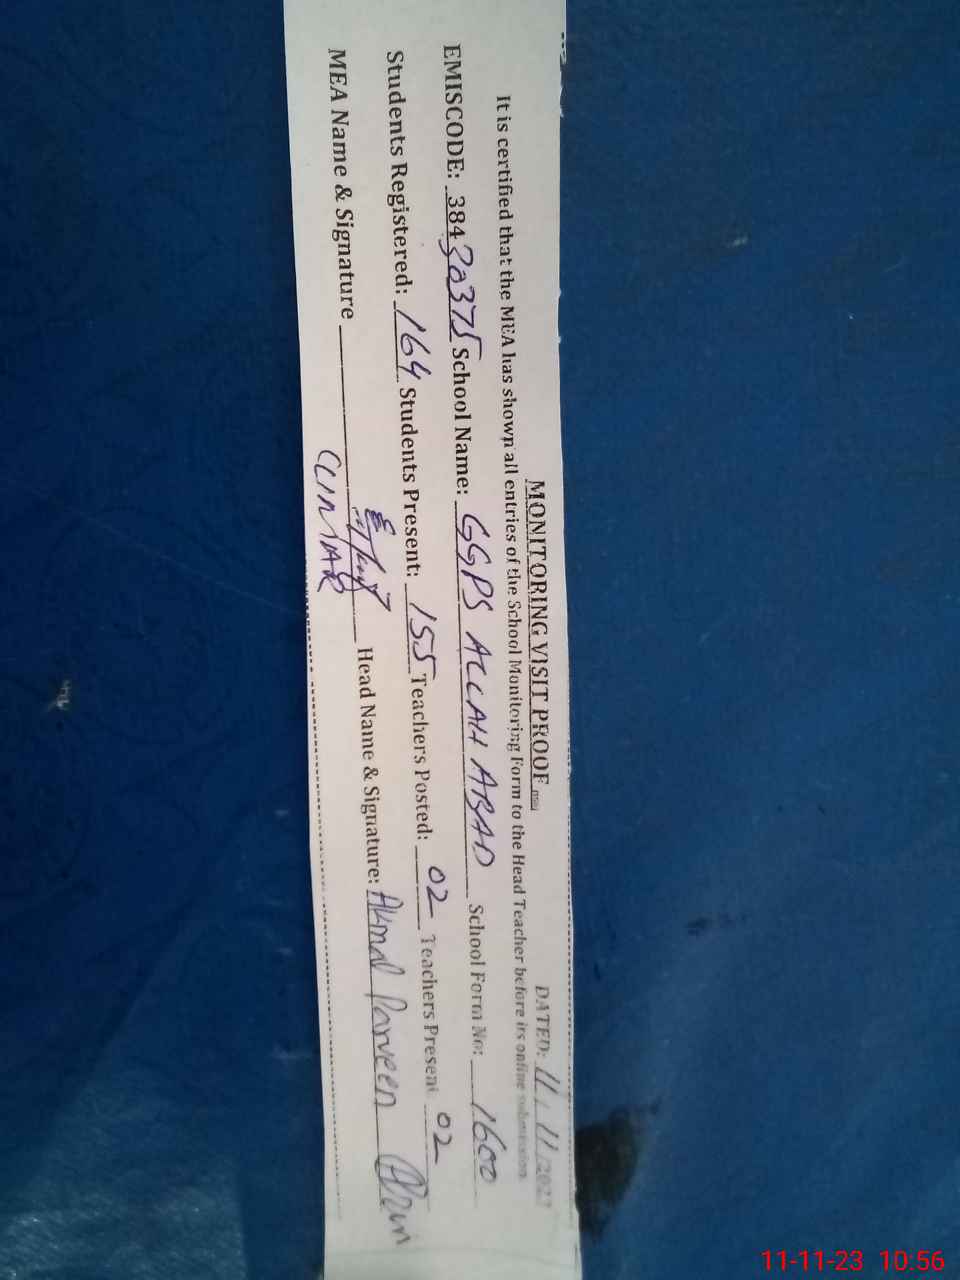 MONITORING VISIT PROOF
DATED: 11/11/202
It is certified that the MEA has shown all entries of the School Monitoring Form to the Head Teacher before its online submission
EMISCODE: 38430375 School Name: GGPS ALLAH ABAD School Form No: 1600
Students Registered: 164 Students Present: 155 Teachers Posted: 02 Teachers Present 02
MEA Name & Signature Head Name & Signature: Akmal Parveen
11-11-23 10:56